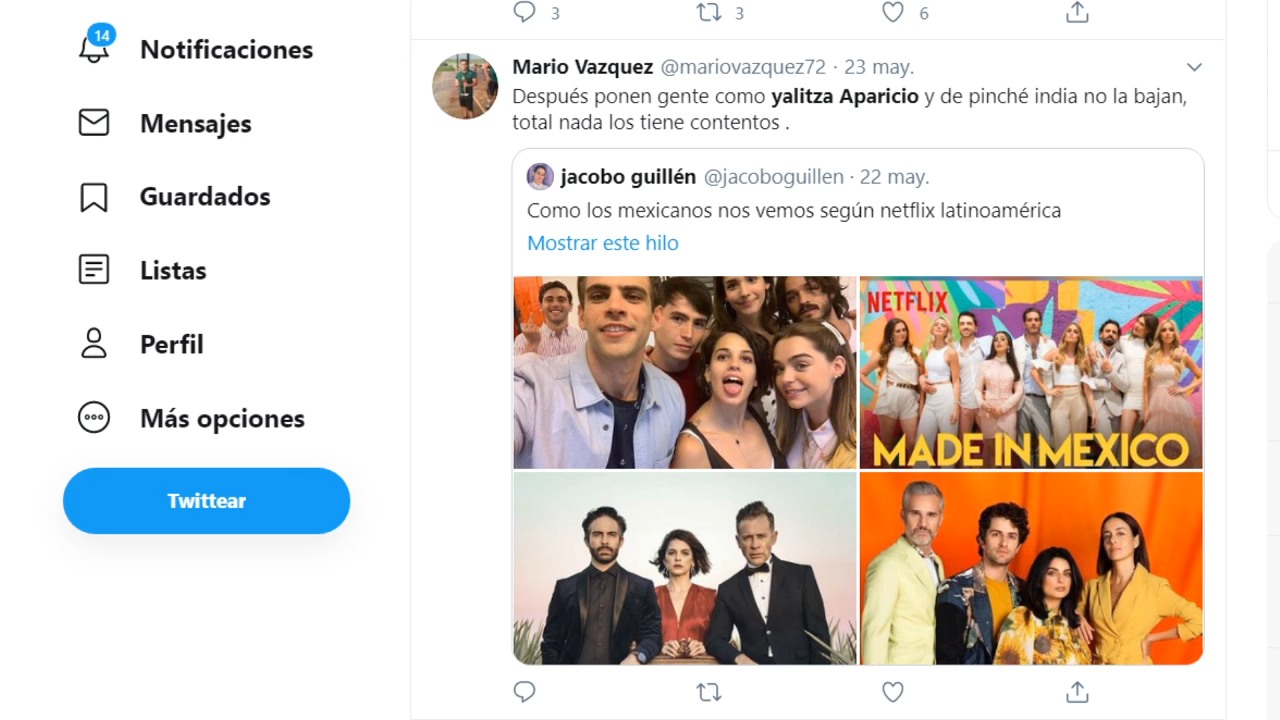 3
3
6
14
Notificaciones
Mensajes
Guardados
Listas
Perfil
Más opciones
Twittear
Mario Vazquez @mariovazquez72 · 23 may.
Después ponen gente como yalitza Aparicio y de pinché india no la bajan,
total nada los tiene contentos .
jacobo guillén @jacoboguillen · 22 may.
Como los mexicanos nos vemos según netflix latinoamérica
Mostrar este hilo
NETFLIX
MADE IN MEXICO